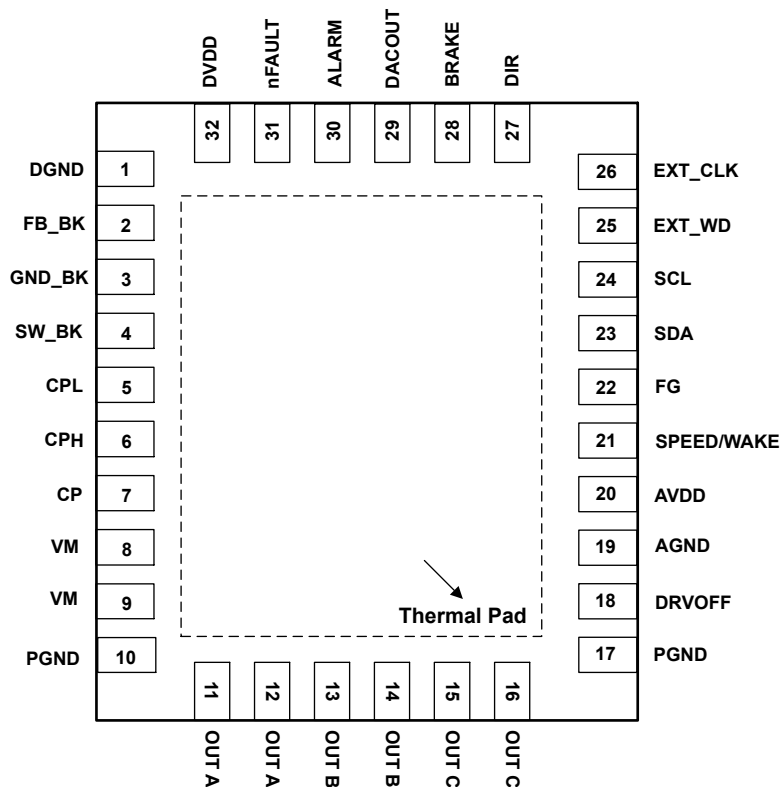 DVDD
nFAULT
ALARM
DACOUT
BRAKE
DIR
32
31
30
29
28
27
DGND 1
FB_BK 2
GND_BK 3
SW_BK 4
CPL 5
CPH 6
CP 7
VM 8
VM 9
PGND 10
26 EXT_CLK
25 EXT_WD
24 SCL
23 SDA
22 FG
21 SPEED/WAKE
20 AVDD
19 AGND
18 DRVOFF
17 PGND
Thermal Pad
11
12
13
14
15
16
OUT A
OUT A
OUT B
OUT B
OUT C
OUT C